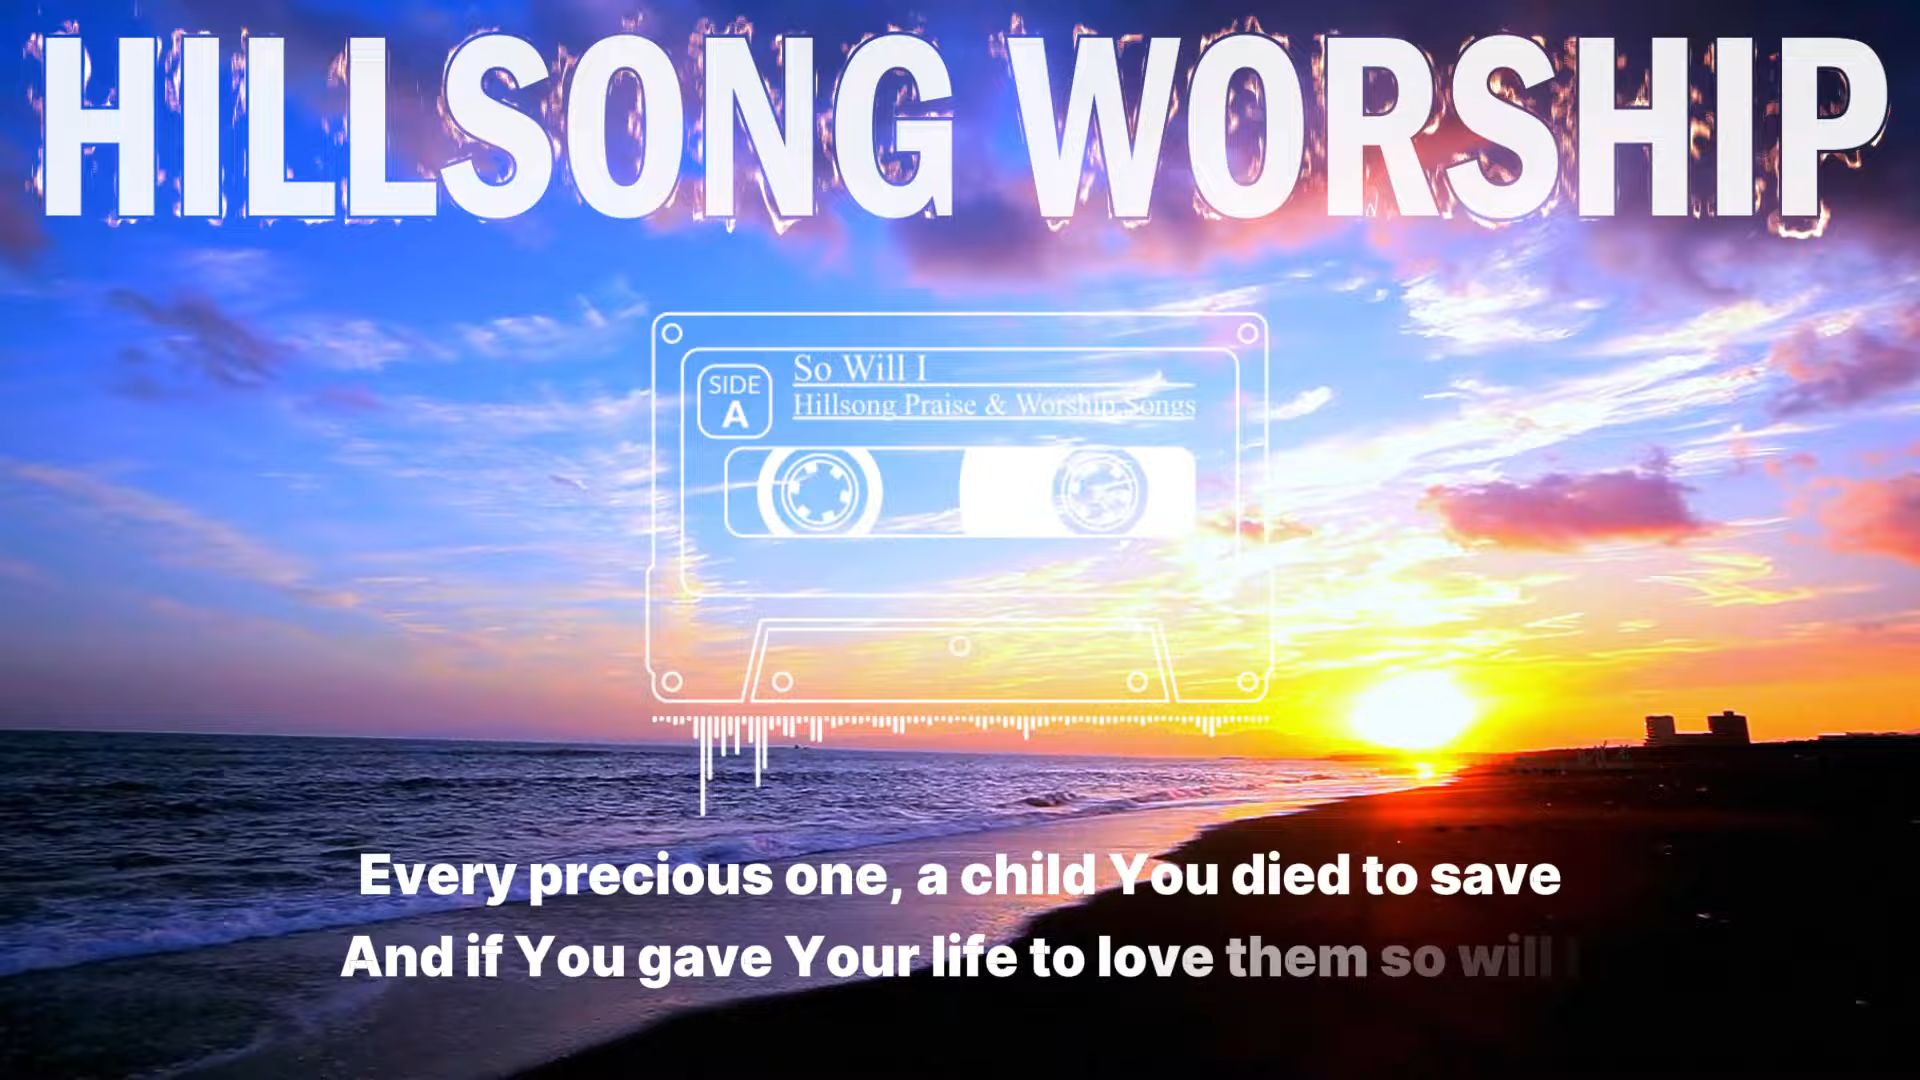 HILLSONG WORSHIP
SIDE
A
So Will I
Hillsong Praise & Worship Songs
Every precious one, a child You died to save
And if You gave Your life to love them so will I